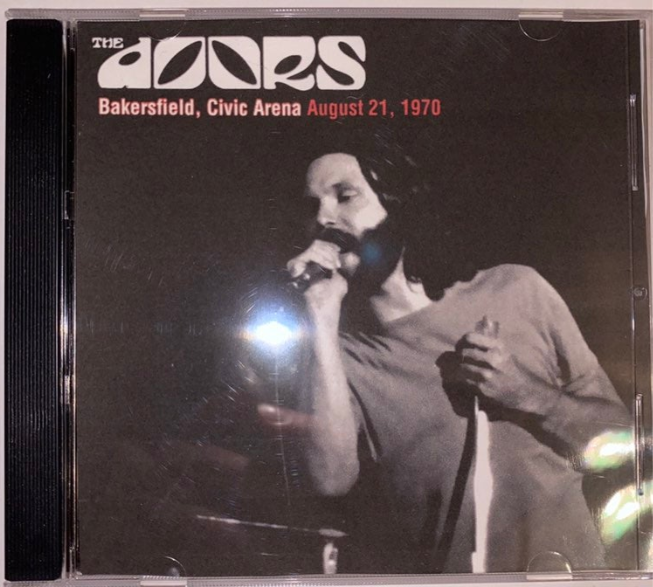 THE
dOORS
Bakersfield, Civic Arena August 21, 1970